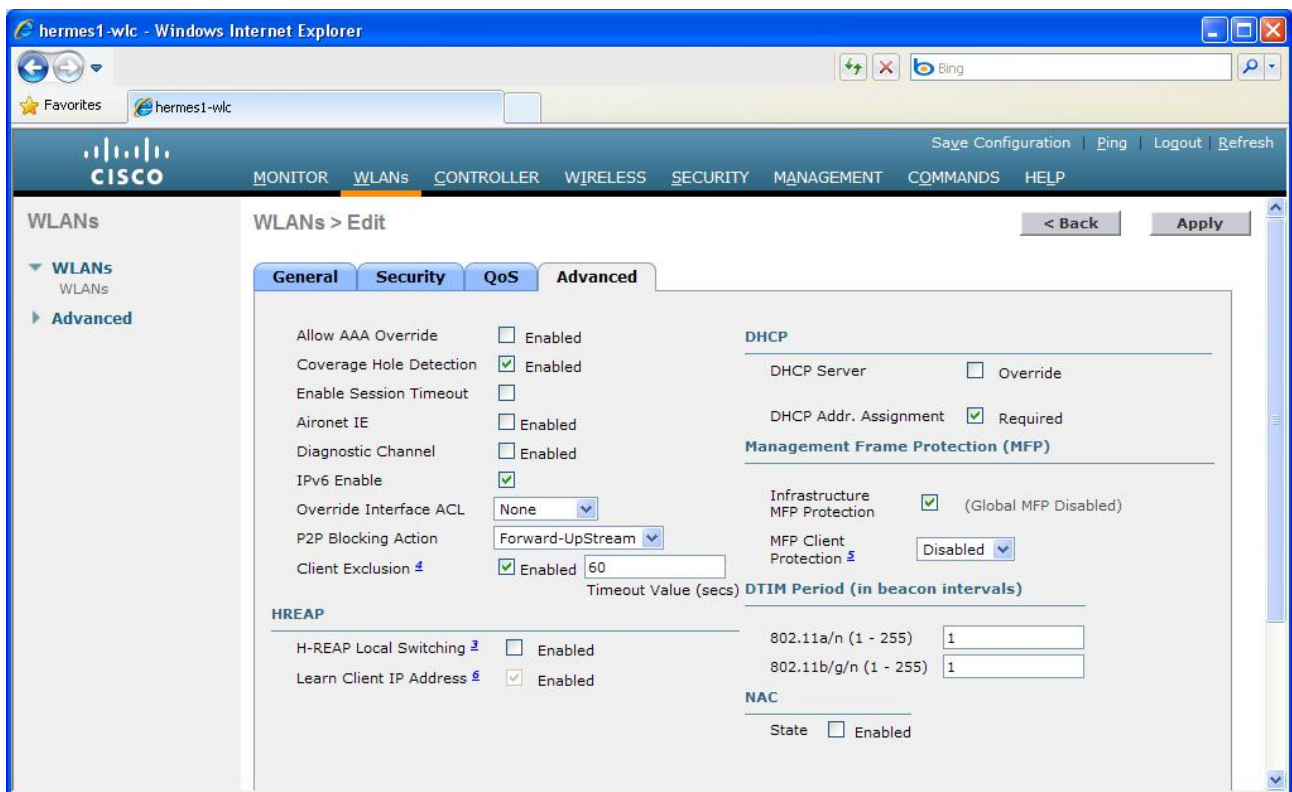 hermes1-wlc - Windows Internet Explorer
Bing
Favorites hermes1-wlc
Save Configuration | Ping | Logout | Refresh
CISCO
MONITOR WLANs CONTROLLER WIRELESS SECURITY MANAGEMENT COMMANDS HELP
WLANs
WLANs
WLANs
Advanced
WLANs > Edit
< Back
Apply
General Security QoS Advanced
Allow AAA Override Enabled
Coverage Hole Detection Enabled
Enable Session Timeout
Aironet IE Enabled
Diagnostic Channel Enabled
IPv6 Enable
Override Interface ACL None
P2P Blocking Action Forward-UpStream
Client Exclusion 4 Enabled 60
Timeout Value (secs)
HREAP
H-REAP Local Switching 3 Enabled
Learn Client IP Address 6 Enabled
DHCP
DHCP Server Override
DHCP Addr. Assignment Required
Management Frame Protection (MFP)
Infrastructure
MFP Protection (Global MFP Disabled)
MFP Client
Protection 5 Disabled
DTIM Period (in beacon intervals)
802.11a/n (1 - 255) 1
802.11b/g/n (1 - 255) 1
NAC
State Enabled